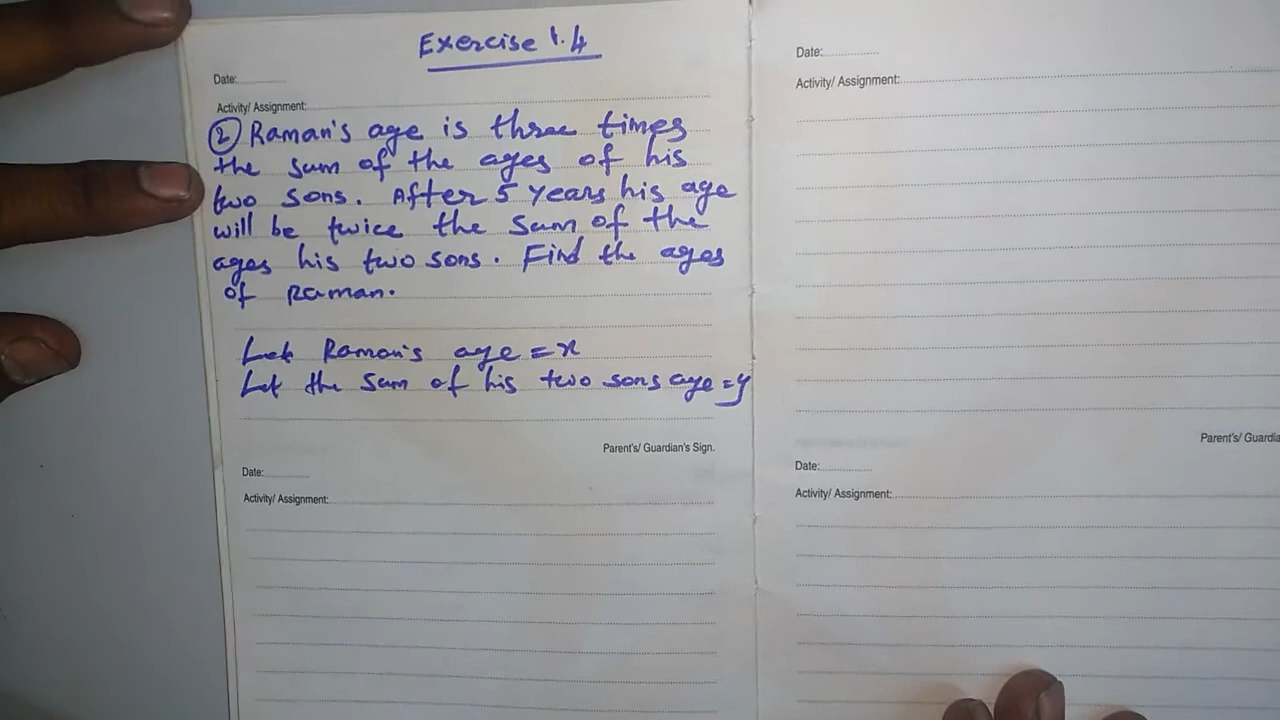 Exercise 1.4
Date:
Activity/ Assignment:
② Raman's age is three times
the sum of the ages of his
two sons. After 5 years his age
will be twice the sum of the
ages his two sons. Find the ages
of Raman.
Let Raman's age = x
Let the sum of his two sons age = y
Parent's/ Guardian's Sign.
Date:
Activity/ Assignment:
Date:
Activity/ Assignment:
Parent's/ Guardia
Date:
Activity/ Assignment: